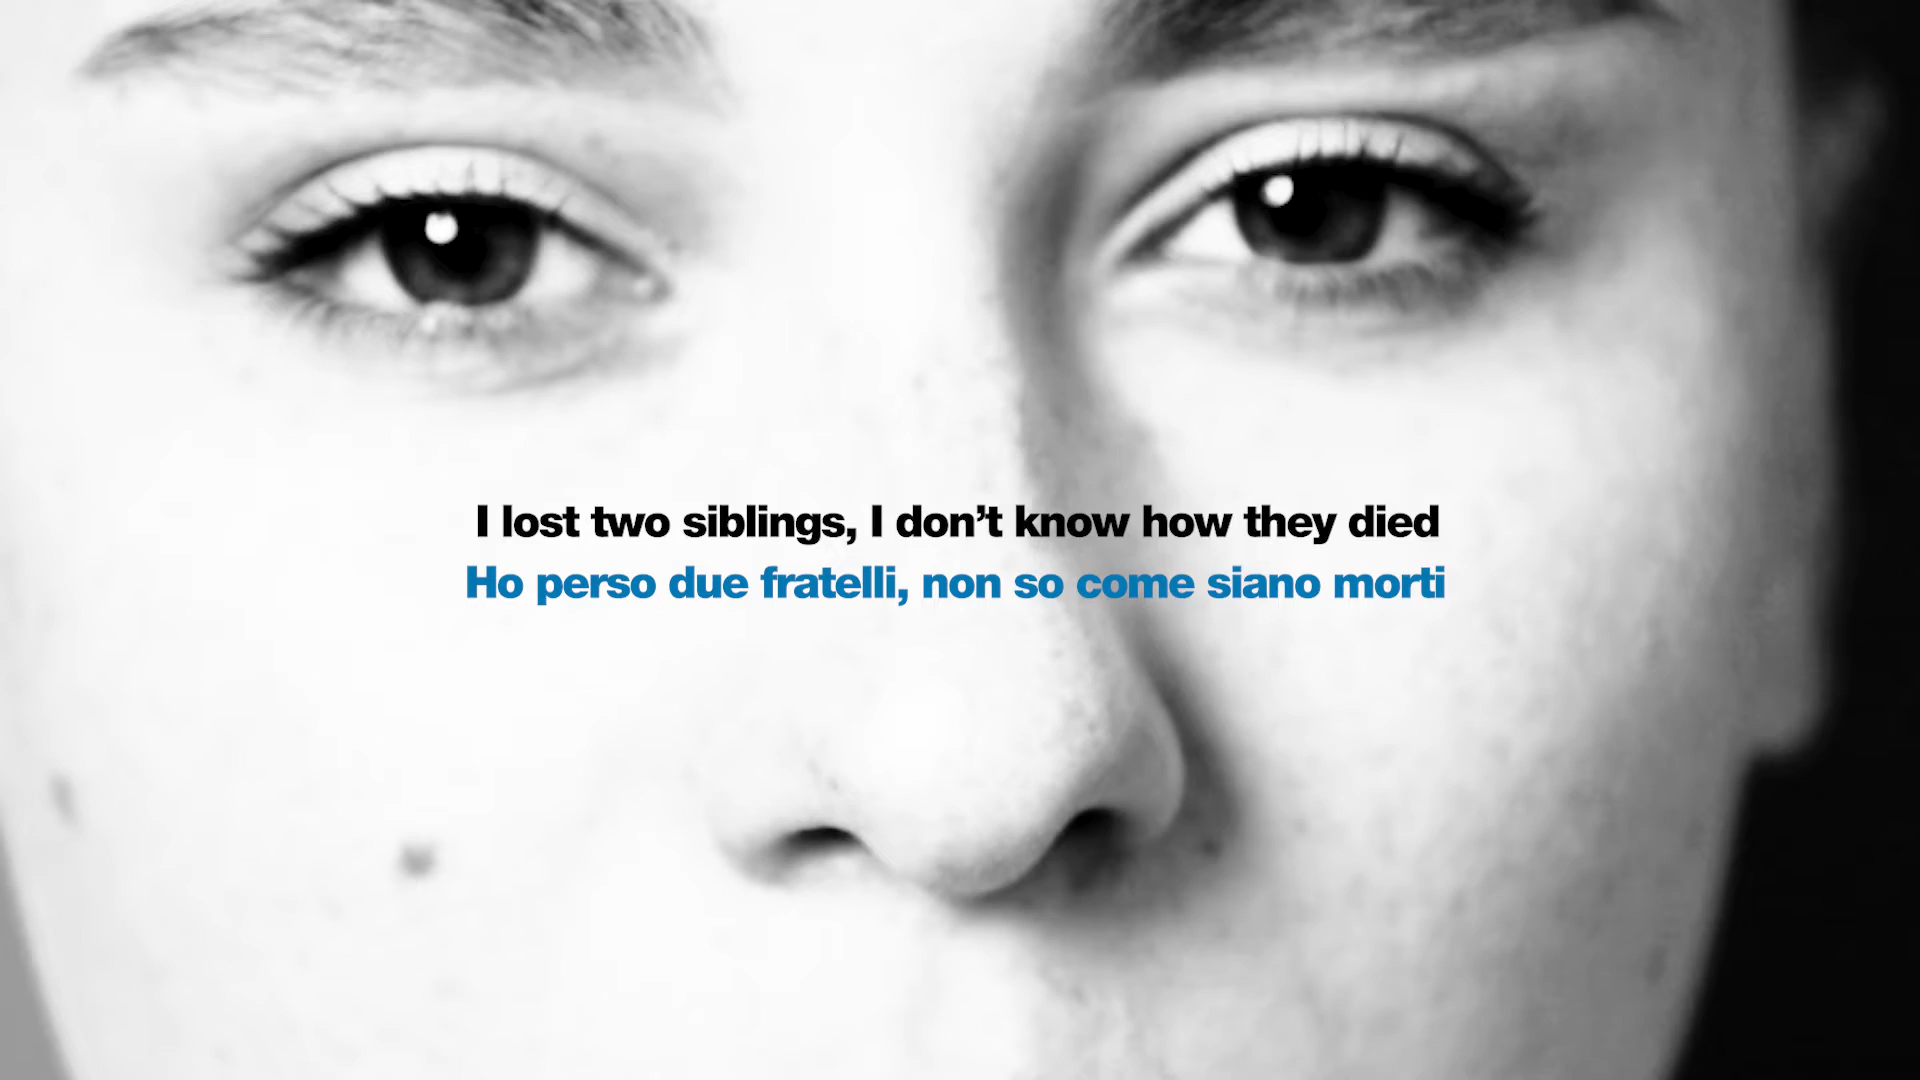 I lost two siblings, I don’t know how they died
Ho perso due fratelli, non so come siano morti